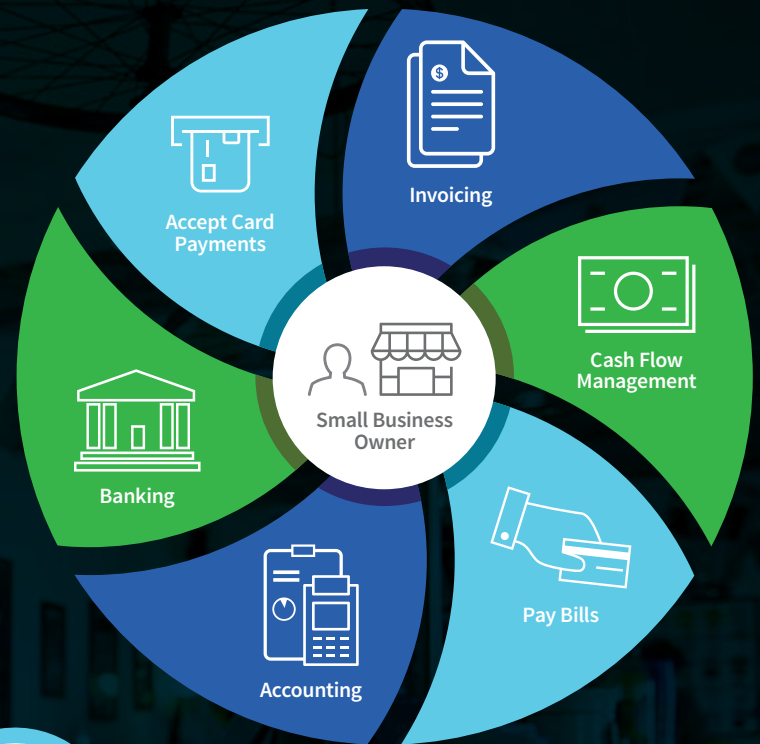 Invoicing
Cash Flow
Management
Pay Bills
Accounting
Banking
Accept Card
Payments
Small Business
Owner
$